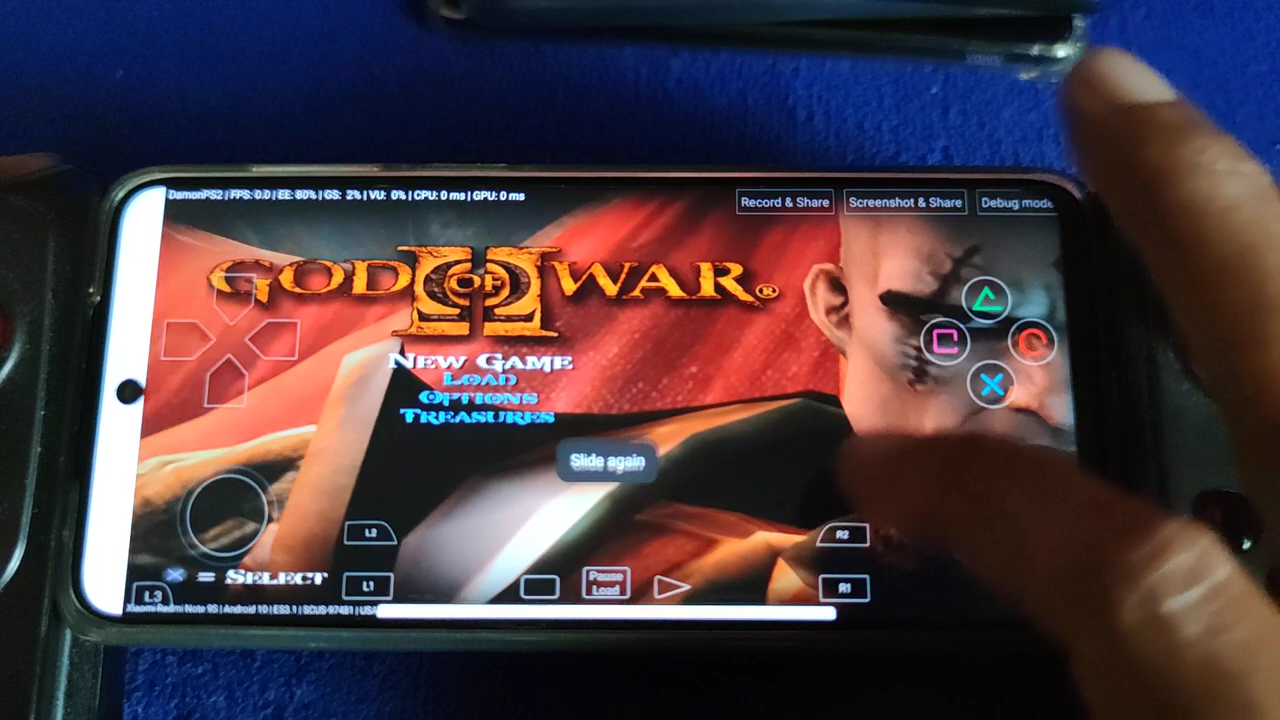 DamonPS2 | FPS: 0.0 | EE: 80% | GS: 2% | VU: 0% | CPU: 0 ms | GPU: 0 ms
Record & Share
Screenshot & Share
Debug mode
GOD OF WAR®
II
NEW GAME
LOAD
OPTIONS
TREASURES
Slide again
L2
R2
= SELECT
L1
Pause
Load
R1
L3
Xiaomi Redmi Note 9S | Android 10 | ES3.1 | SCUS-97481 | USA